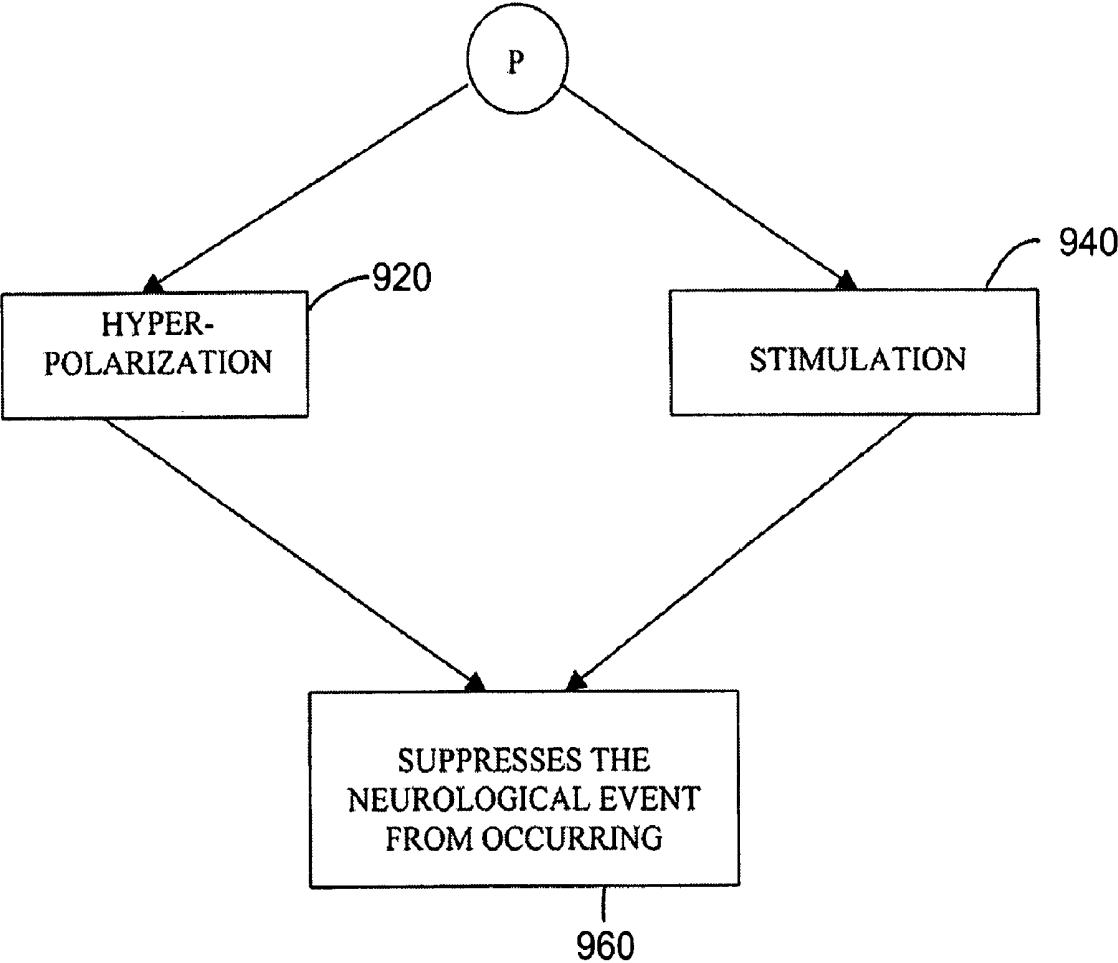 P
920
940
HYPER-
POLARIZATION
STIMULATION
SUPPRESSES THE
NEUROLOGICAL EVENT
FROM OCCURRING
960